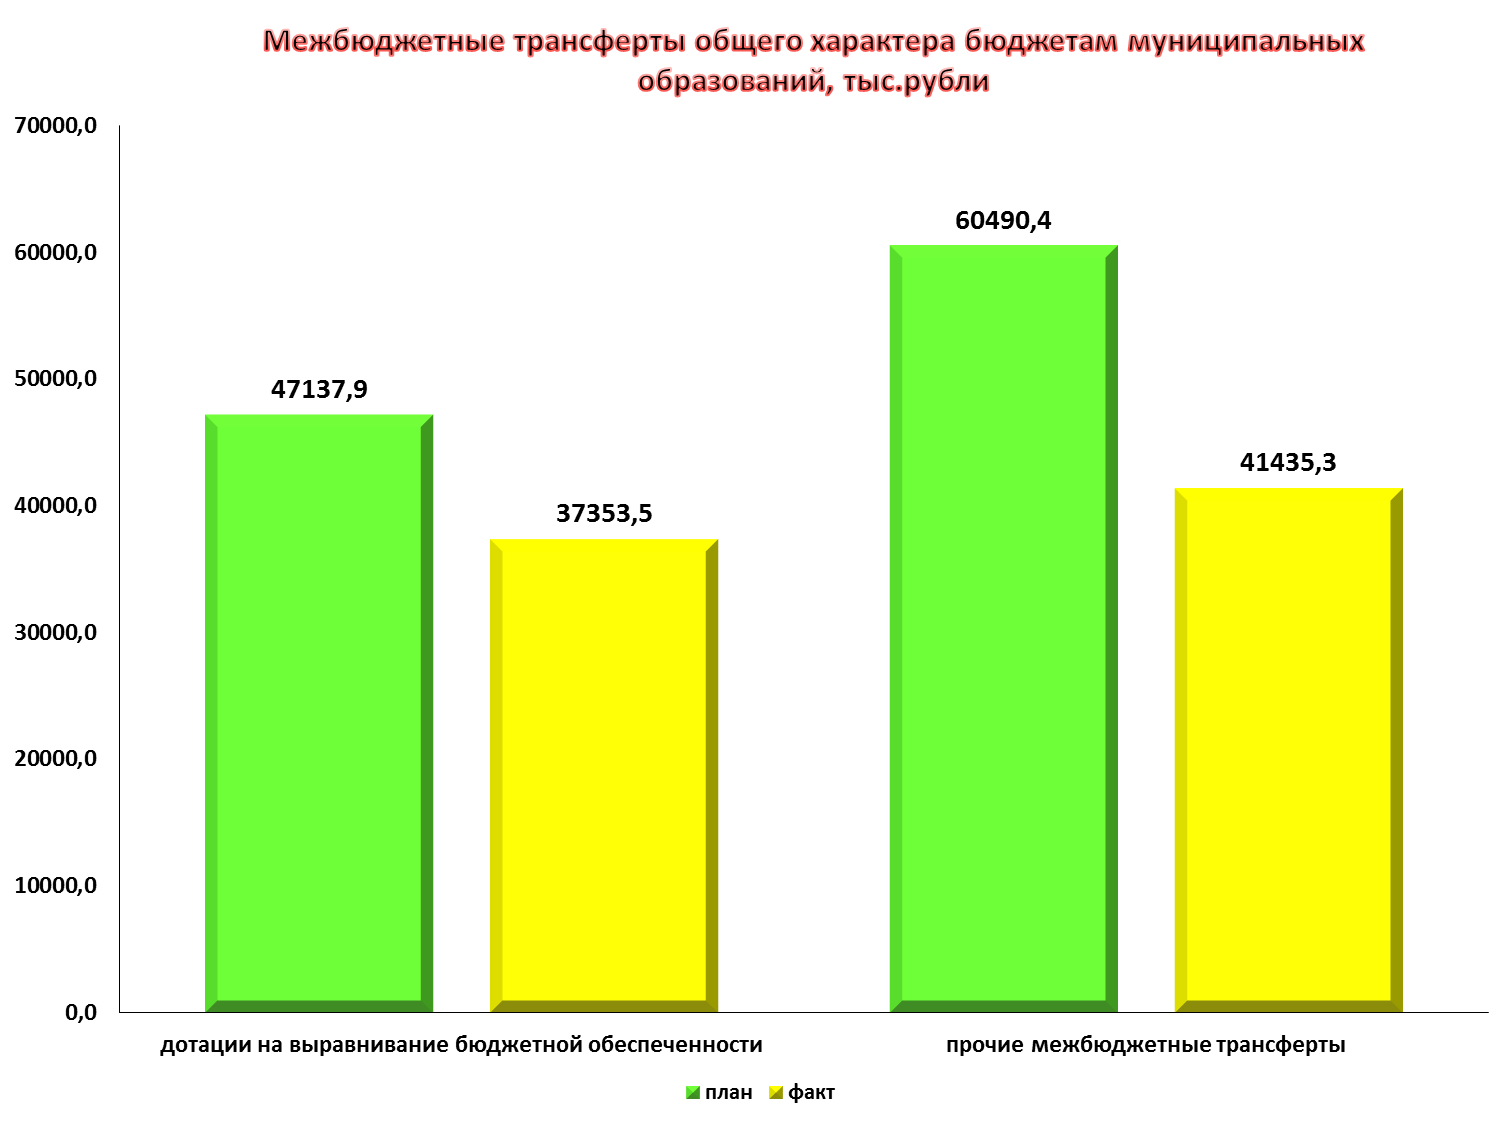 Межбюджетные трансферты общего характера бюджетам муниципальных
образований, тыс.рубли
70000,0
60000,0
50000,0
40000,0
30000,0
20000,0
10000,0
0,0
47137,9
37353,5
60490,4
41435,3
дотации на выравнивание бюджетной обеспеченности
прочие межбюджетные трансферты
план
факт